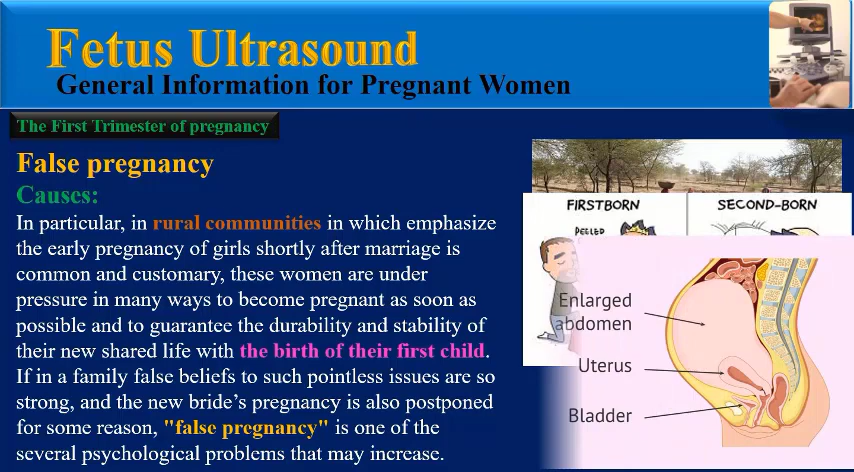 Fetus Ultrasound
General Information for Pregnant Women
The First Trimester of pregnancy
False pregnancy
Causes:
In particular, in rural communities in which emphasize
the early pregnancy of girls shortly after marriage is
common and customary, these women are under
pressure in many ways to become pregnant as soon as
possible and to guarantee the durability and stability of
their new shared life with the birth of their first child.
If in a family false beliefs to such pointless issues are so
strong, and the new bride's pregnancy is also postponed
for some reason, "false pregnancy" is one of the
several psychological problems that may increase.
FIRSTBORN
SECOND-BORN
PEELED
Enlarged
abdomen
Uterus
Bladder